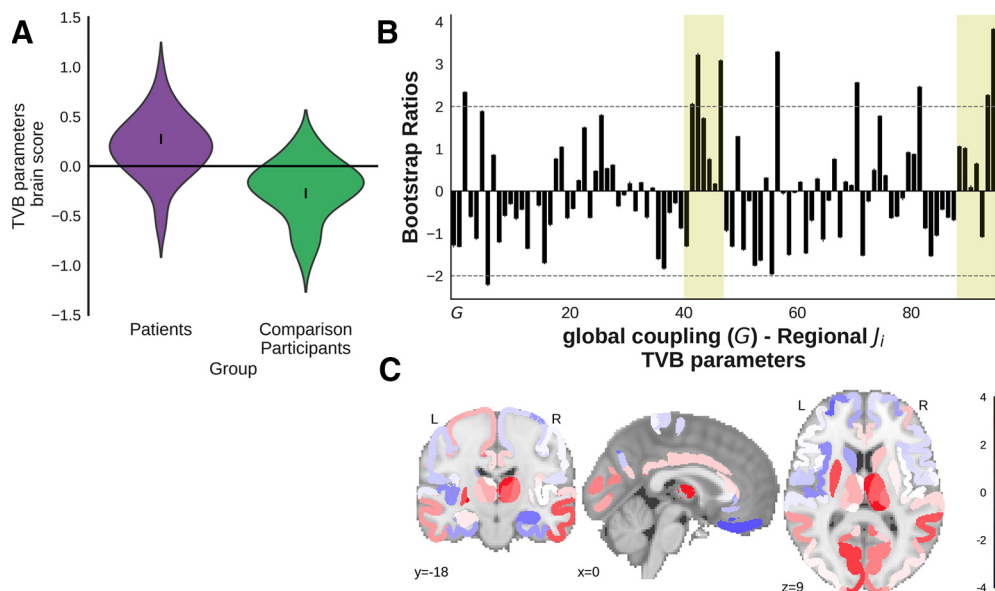 A
B
1.5
1.0
0.5
0.0
−0.5
−1.0
−1.5
TVB parameters
brain score
Patients
Comparison
Participants
Group
4
3
2
1
0
−1
−2
Bootstrap Ratios
G
20
40
60
80
global coupling (G) - Regional Ji
TVB parameters
C
L
R
y=-18
x=0
L
R
z=9
4
2
0
-2
-4